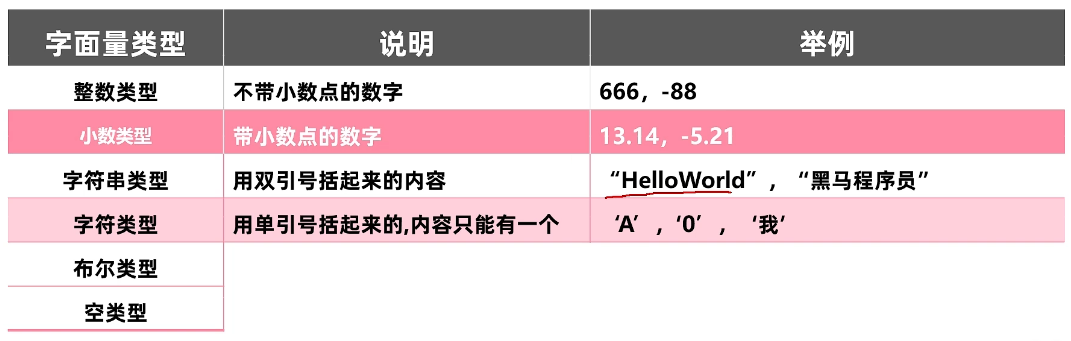 字面量类型 说明 举例
整数类型 不带小数点的数字 666，-88
小数类型 带小数点的数字 13.14，-5.21
字符串类型 用双引号括起来的内容 “HelloWorld”，“黑马程序员”
字符类型 用单引号括起来的,内容只能有一个 ‘A’，‘0’， ‘我’
布尔类型
空类型